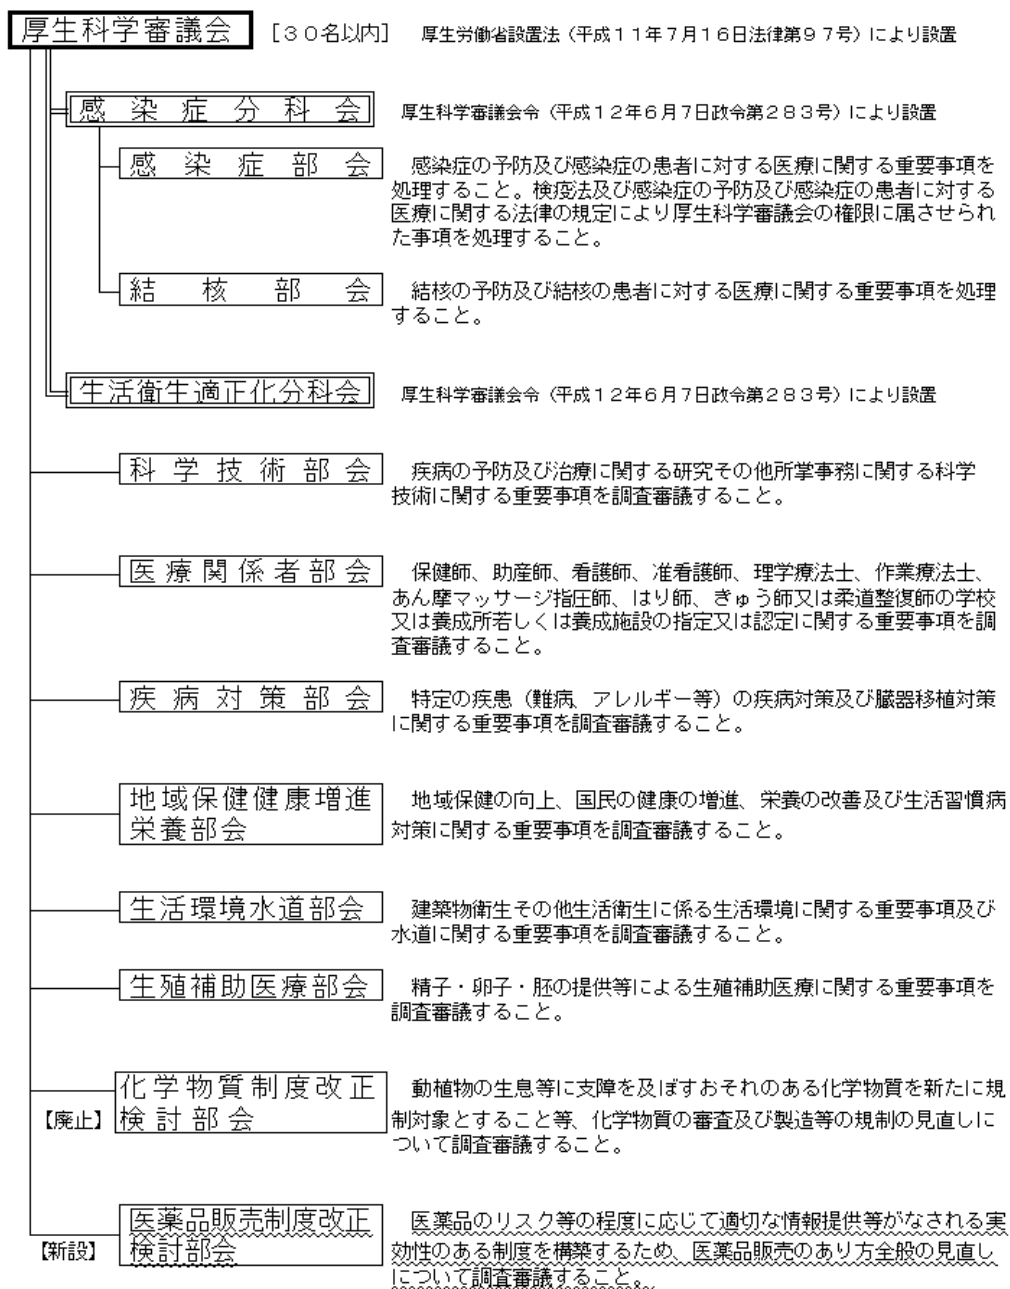 厚生科学審議会 [30名以内] 厚生労働省設置法（平成11年7月16日法律第97号）により設置
感染症分科会 厚生科学審議会令（平成12年6月7日政令第283号）により設置
感染症部会 感染症の予防及び感染症の患者に対する医療に関する重要事項を
処理すること。検疫法及び感染症の予防及び感染症の患者に対する
医療に関する法律の規定により厚生科学審議会の権限に属させられ
た事項を処理すること。
結核部会 結核の予防及び結核の患者に対する医療に関する重要事項を処理
すること。
生活衛生適正化分科会 厚生科学審議会令（平成12年6月7日政令第283号）により設置
科学技術部会 疾病の予防及び治療に関する研究その他所掌事務に関する科学
技術に関する重要事項を調査審議すること。
医療関係者部会 保健師、助産師、看護師、准看護師、理学療法士、作業療法士、
あん摩マッサージ指圧師、はり師、きゅう師又は柔道整復師の学校
又は養成所若しくは養成施設の指定又は認定に関する重要事項を調
査審議すること。
疾病対策部会 特定の疾患（難病、アレルギー等）の疾病対策及び臓器移植対策
に関する重要事項を調査審議すること。
地域保健健康増進 地域保健の向上、国民の健康の増進、栄養の改善及び生活習慣病
栄養部会 対策に関する重要事項を調査審議すること。
生活環境水道部会 建築物衛生その他生活衛生に係る生活環境に関する重要事項及び
水道に関する重要事項を調査審議すること。
生殖補助医療部会 精子・卵子・胚の提供等による生殖補助医療に関する重要事項を
調査審議すること。
化学物質制度改正 動植物の生息等に支障を及ぼすおそれのある化学物質を新たに規
【廃止】 検討部会 制対象とすること等、化学物質の審査及び製造等の規制の見直しに
ついて調査審議すること。
医薬品販売制度改正 医薬品のリスク等の程度に応じて適切な情報提供等がなされる実
【新設】 検討部会 効性のある制度を構築するため、医薬品販売のあり方全般の見直し
について調査審議すること。